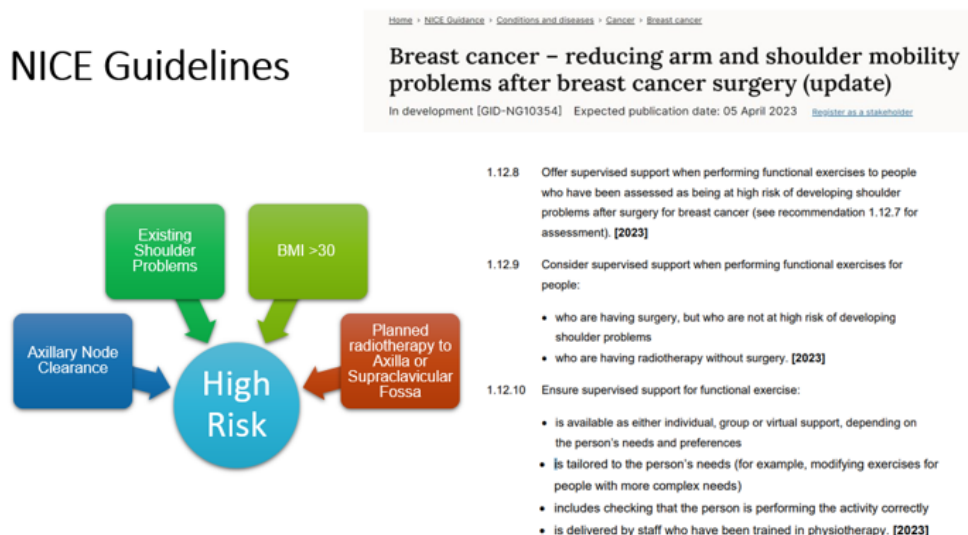 NICE Guidelines
Home > NICE Guidance > Conditions and diseases > Cancer > Breast cancer
Breast cancer – reducing arm and shoulder mobility
problems after breast cancer surgery (update)
In development [GID-NG10354] Expected publication date: 05 April 2023 Register as a stakeholder
Existing
Shoulder
Problems
BMI >30
Axillary Node
Clearance
Planned
radiotherapy to
Axilla or
Supraclavicular
Fossa
High
Risk
1.12.8 Offer supervised support when performing functional exercises to people
who have been assessed as being at high risk of developing shoulder
problems after surgery for breast cancer (see recommendation 1.12.7 for
assessment). [2023]
1.12.9 Consider supervised support when performing functional exercises for
people:
• who are having surgery, but who are not at high risk of developing
shoulder problems
• who are having radiotherapy without surgery. [2023]
1.12.10 Ensure supervised support for functional exercise:
• is available as either individual, group or virtual support, depending on
the person's needs and preferences
• is tailored to the person's needs (for example, modifying exercises for
people with more complex needs)
• includes checking that the person is performing the activity correctly
• is delivered by staff who have been trained in physiotherapy. [2023]